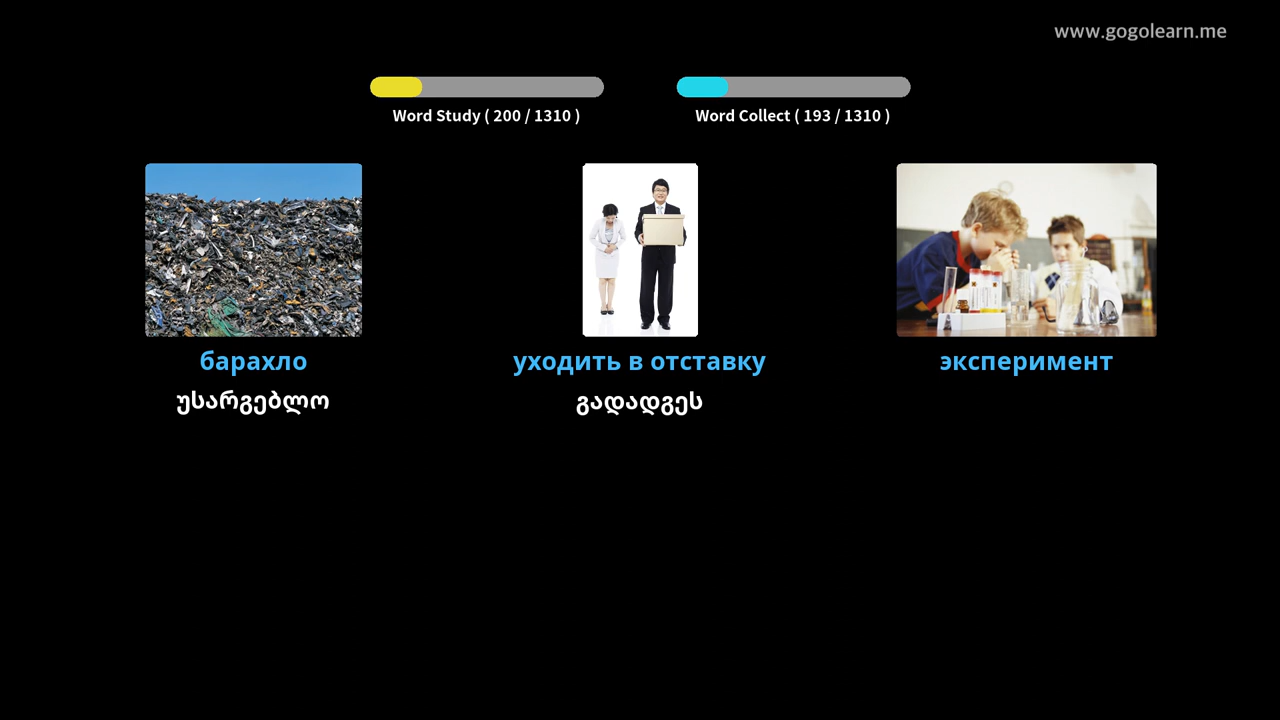 www.gogolearn.me
Word Study ( 200 / 1310 )
Word Collect ( 193 / 1310 )
барахло
уходить в отставку
эксперимент
უსარგებლო
გადადგეს